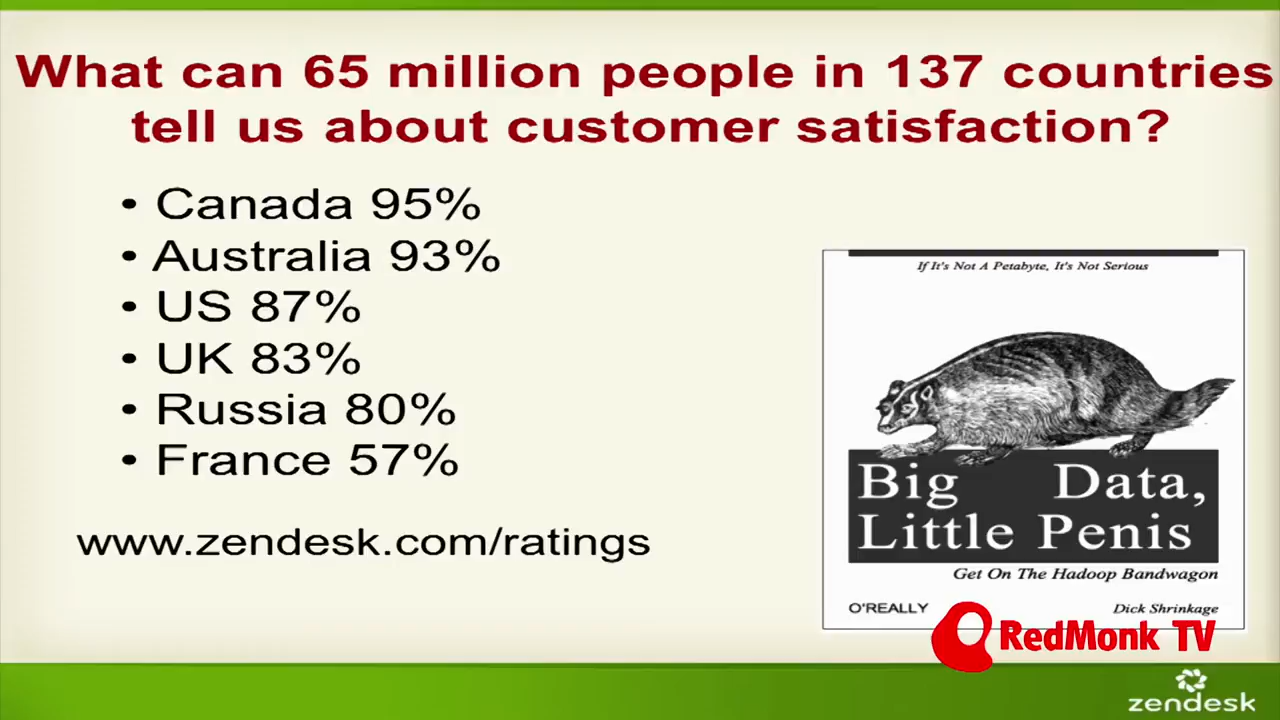 What can 65 million people in 137 countries
tell us about customer satisfaction?
• Canada 95%
• Australia 93%
• US 87%
• UK 83%
• Russia 80%
• France 57%
www.zendesk.com/ratings
If It's Not A Petabyte, It's Not Serious
Big Data,
Little Penis
Get On The Hadoop Bandwagon
O'REALLY
Dick Shrinkage
RedMonk TV
zendesk